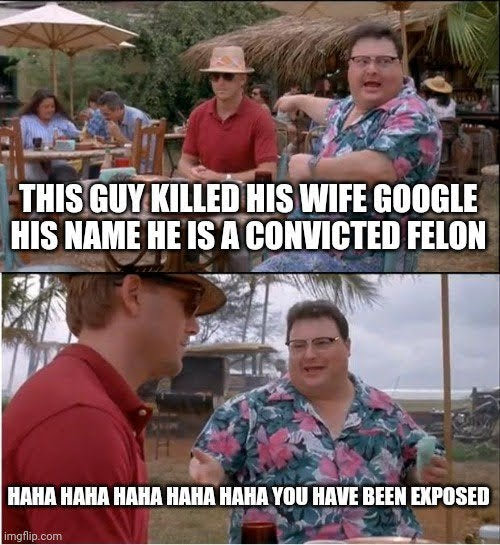 THIS GUY KILLED HIS WIFE GOOGLE
HIS NAME HE IS A CONVICTED FELON
HAHA HAHA HAHA HAHA HAHA YOU HAVE BEEN EXPOSED
imgflip.com